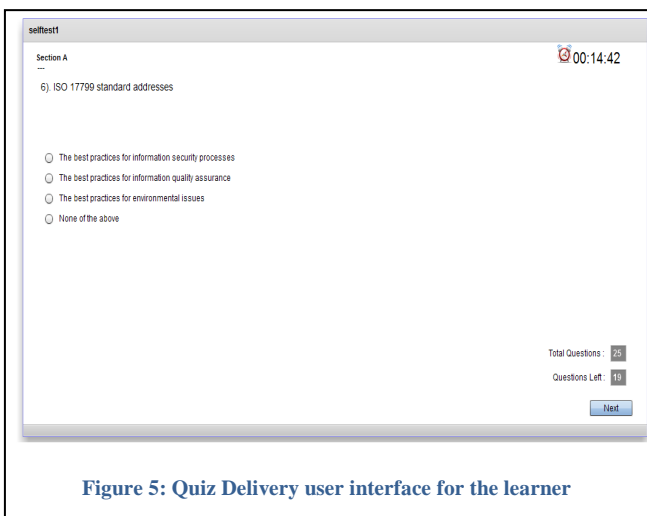 selftest1
Section A
---
00:14:42
6). ISO 17799 standard addresses
The best practices for information security processes
The best practices for information quality assurance
The best practices for environmental issues
None of the above
Total Questions : 25
Questions Left : 19
Next
Figure 5: Quiz Delivery user interface for the learner